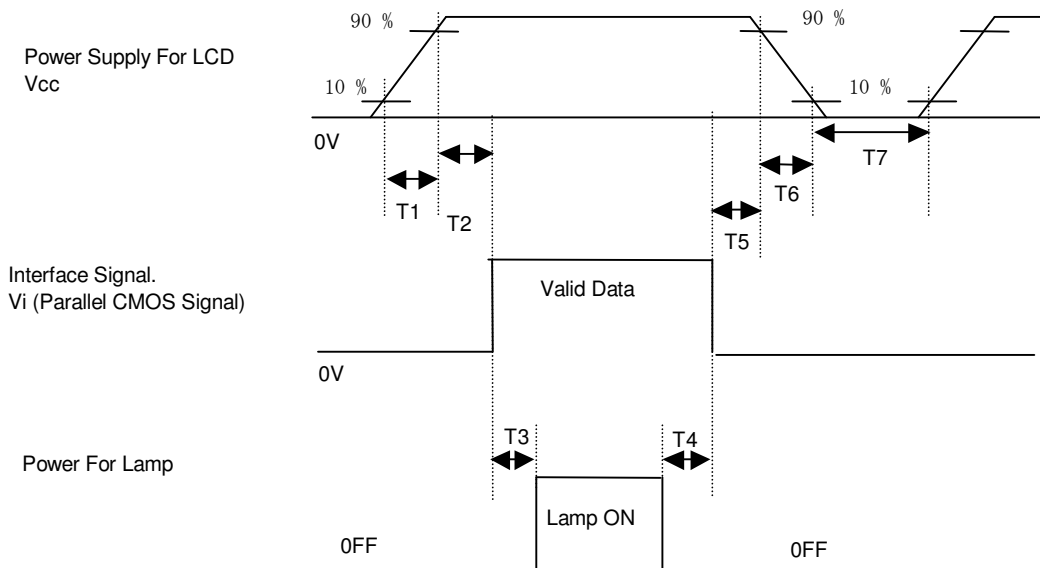 90 %
90 %
Power Supply For LCD
Vcc
10 %
10 %
0V
T7
T6
T1
T2
T5
Interface Signal.
Vi (Parallel CMOS Signal)
Valid Data
0V
T3
T4
Power For Lamp
Lamp ON
0FF
0FF